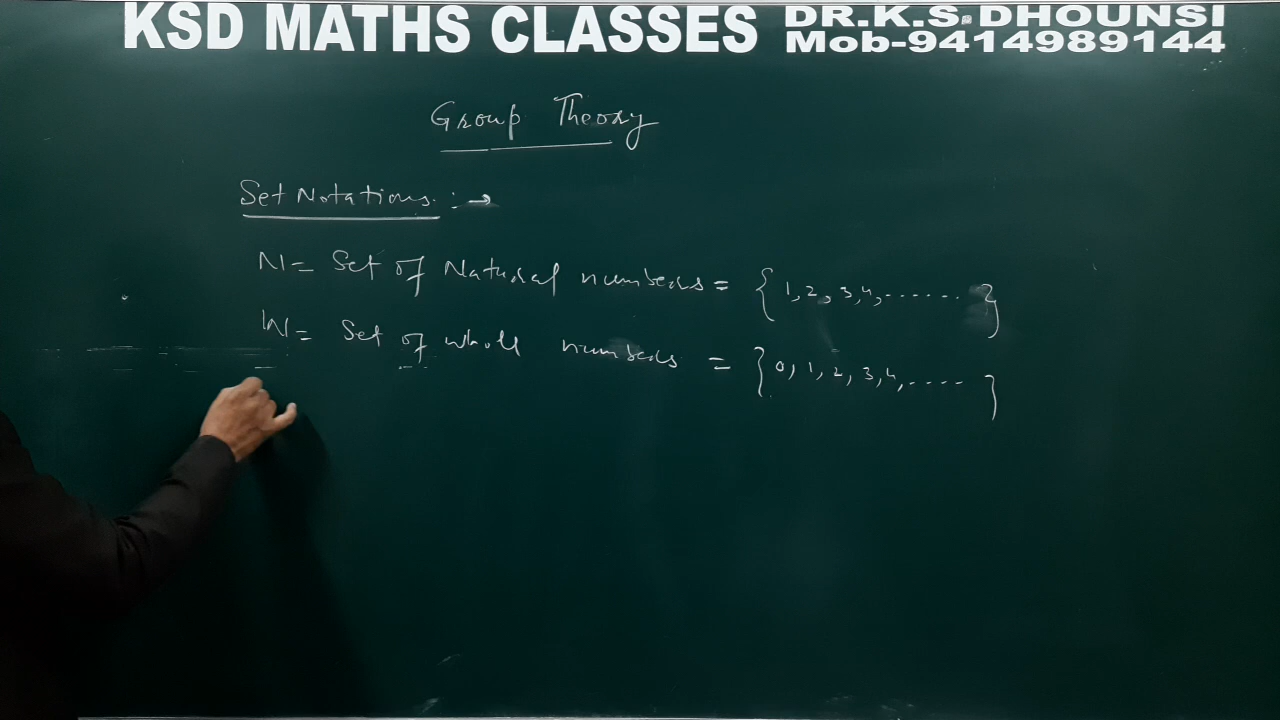 KSD MATHS CLASSES DR.K.S. DHOUNSI
Mob-9414989144
Group Theory
Set Notations :→
N = Set of Natural numbers = {1, 2, 3, 4, ...... }
W = Set of whole numbers = {0, 1, 2, 3, 4, .... }